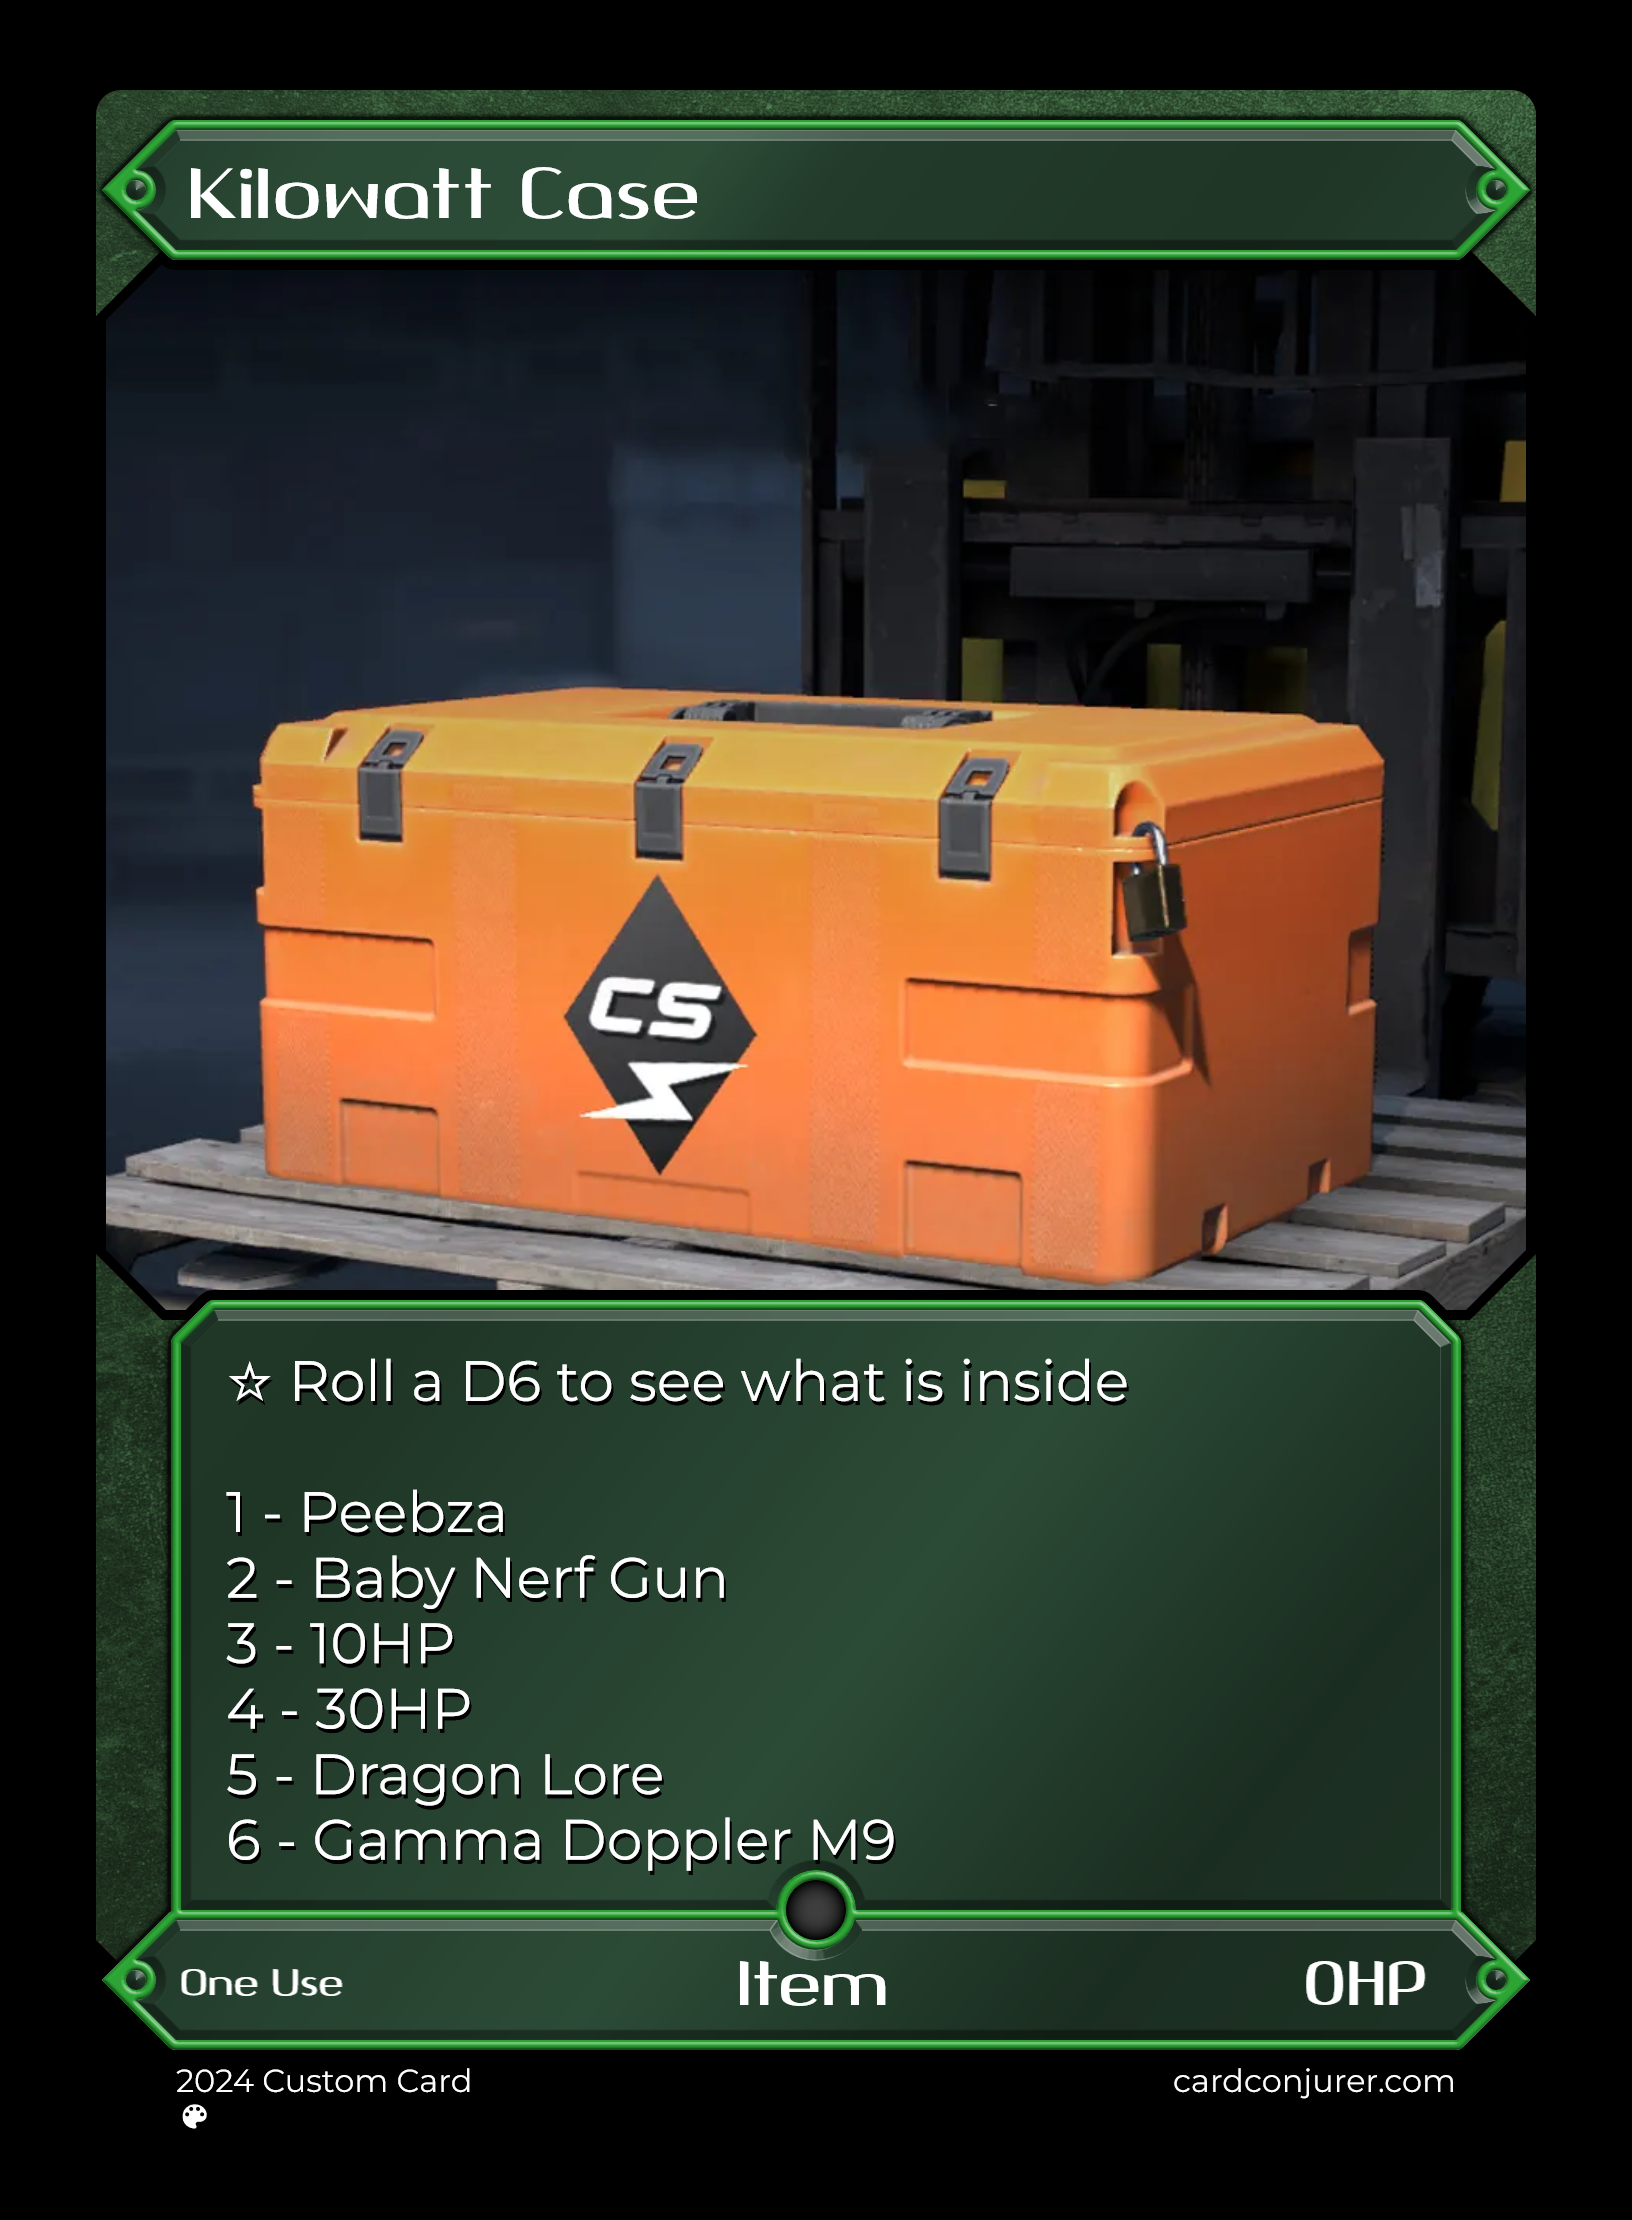 Kilowatt Case
CS
☆ Roll a D6 to see what is inside
1 - Peebza
2 - Baby Nerf Gun
3 - 10HP
4 - 30HP
5 - Dragon Lore
6 - Gamma Doppler M9
One Use
Item
0HP
2024 Custom Card
cardconjurer.com